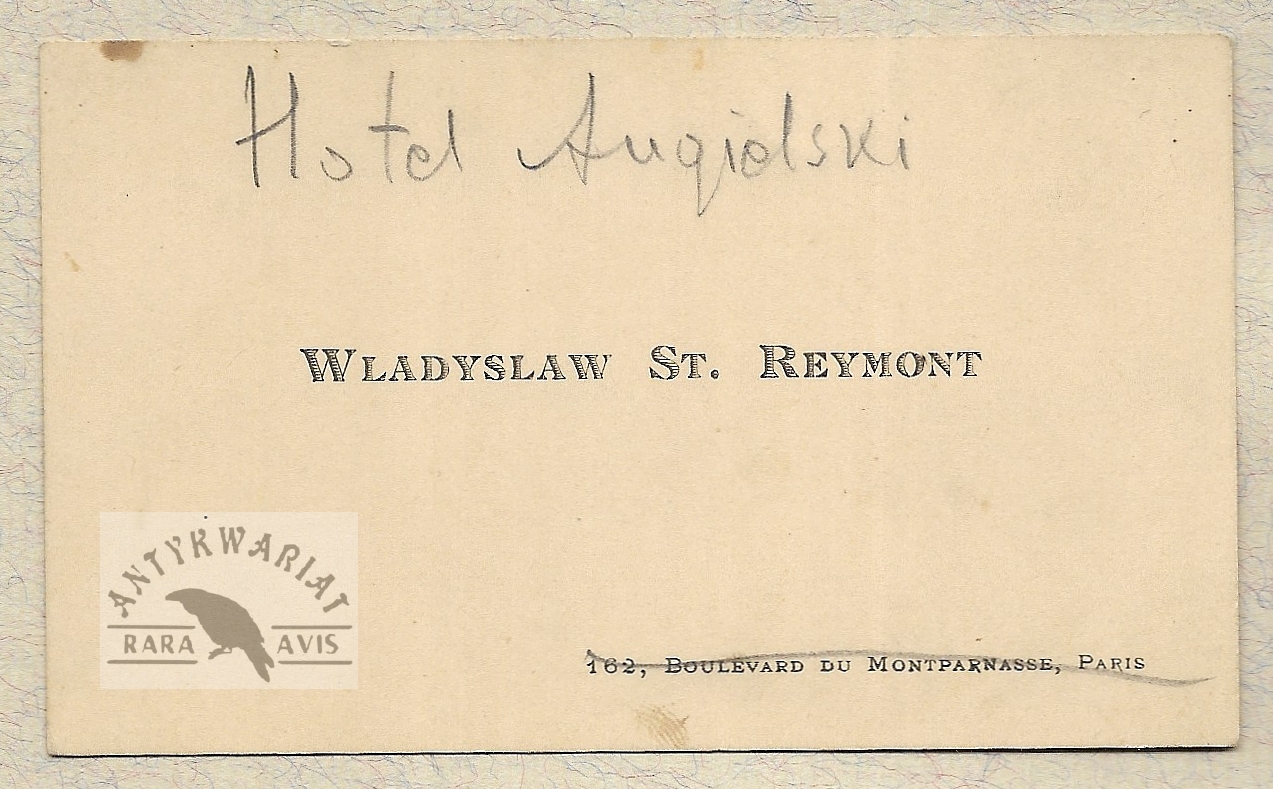 Hotel Angielski
WLADYSLAW ST. REYMONT
ANTYKWARIAT
RARA AVIS
162, BOULEVARD DU MONTPARNASSE, PARIS